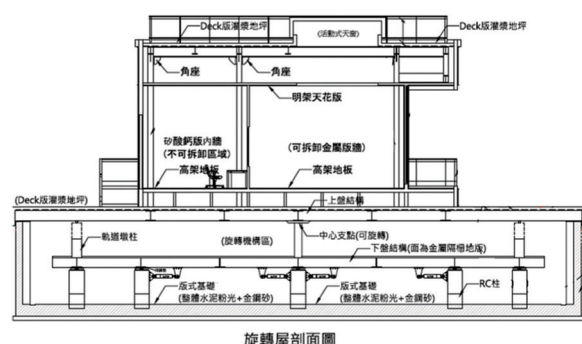 Deck版灌漿地坪
(活動式天窗)
Deck版灌漿地坪
角座
角座
明架天花版
矽酸鈣版內牆
(不可拆卸區域)
(可拆卸金屬版牆)
高架地板
高架地板
(Deck版灌漿地坪)
上盤結構
軌道墩柱
(旋轉機構區)
中心支點(可旋轉)
下盤結構(面為金屬隔柵地版)
版式基礎
(整體水泥粉光+金鋼砂)
版式基礎
(整體水泥粉光+金鋼砂)
RC柱
旋轉屋剖面圖